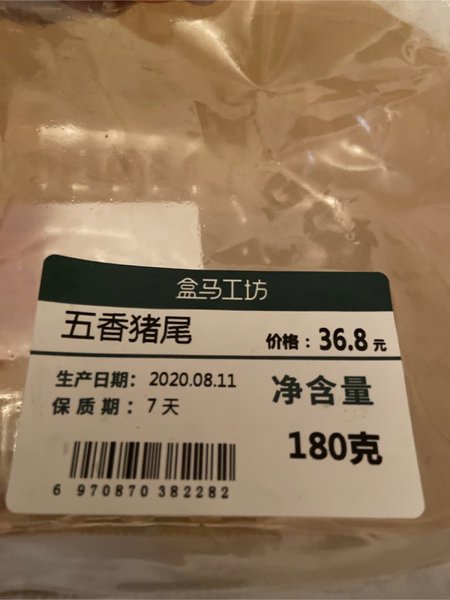 盒马工坊
五香猪尾 价格：36.8元
生产日期： 2020.08.11 净含量
保质期：7天
180克
6 970870 382282